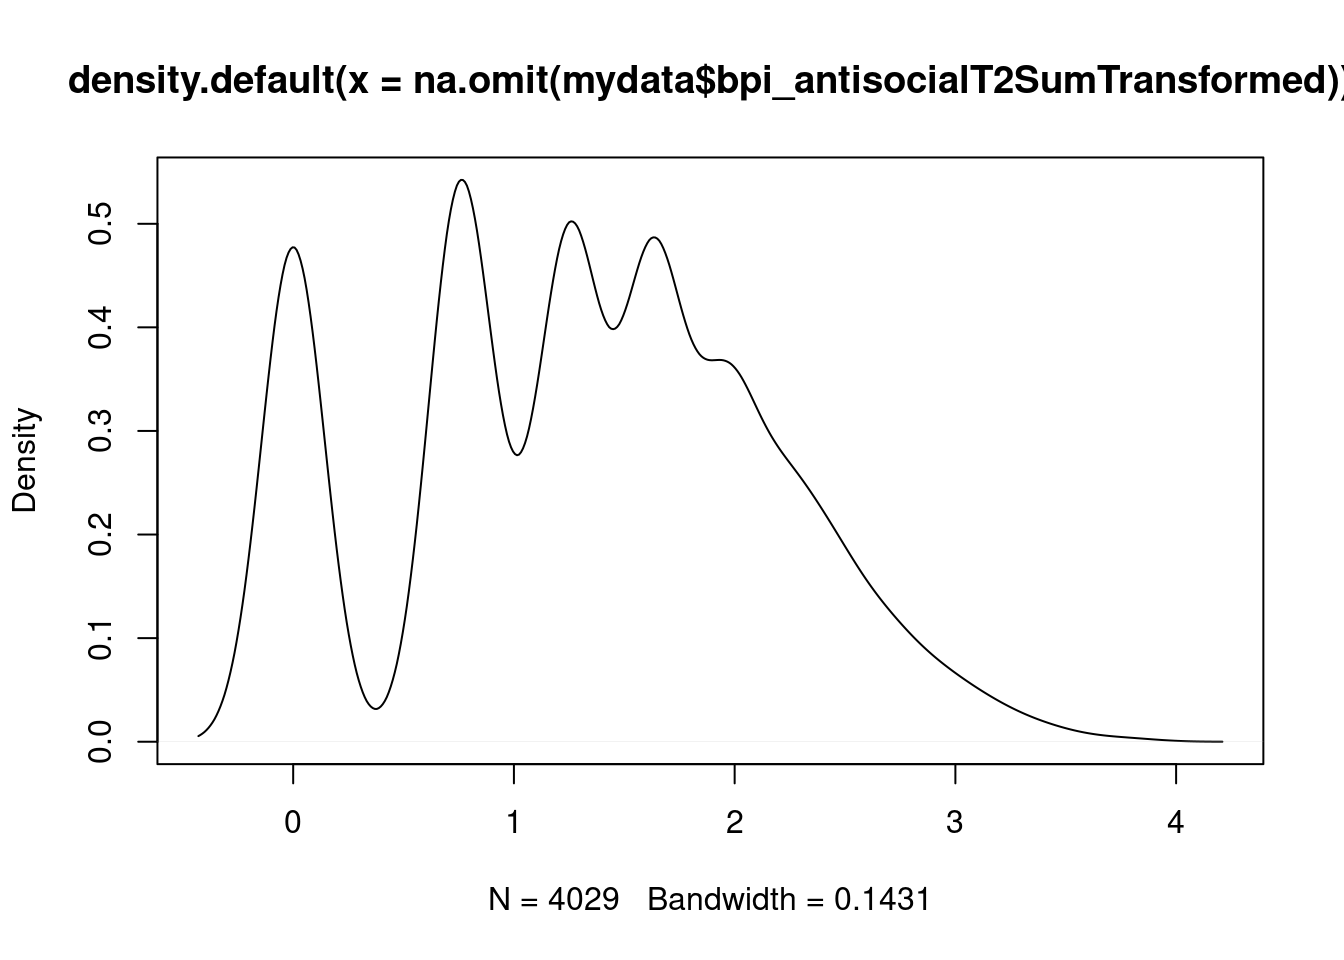 density.default(x = na.omit(mydata$bpi_antisocialT2SumTransformed))
Density
0.5
0.4
0.3
0.2
0.1
0.0
0 1 2 3 4
N = 4029 Bandwidth = 0.1431